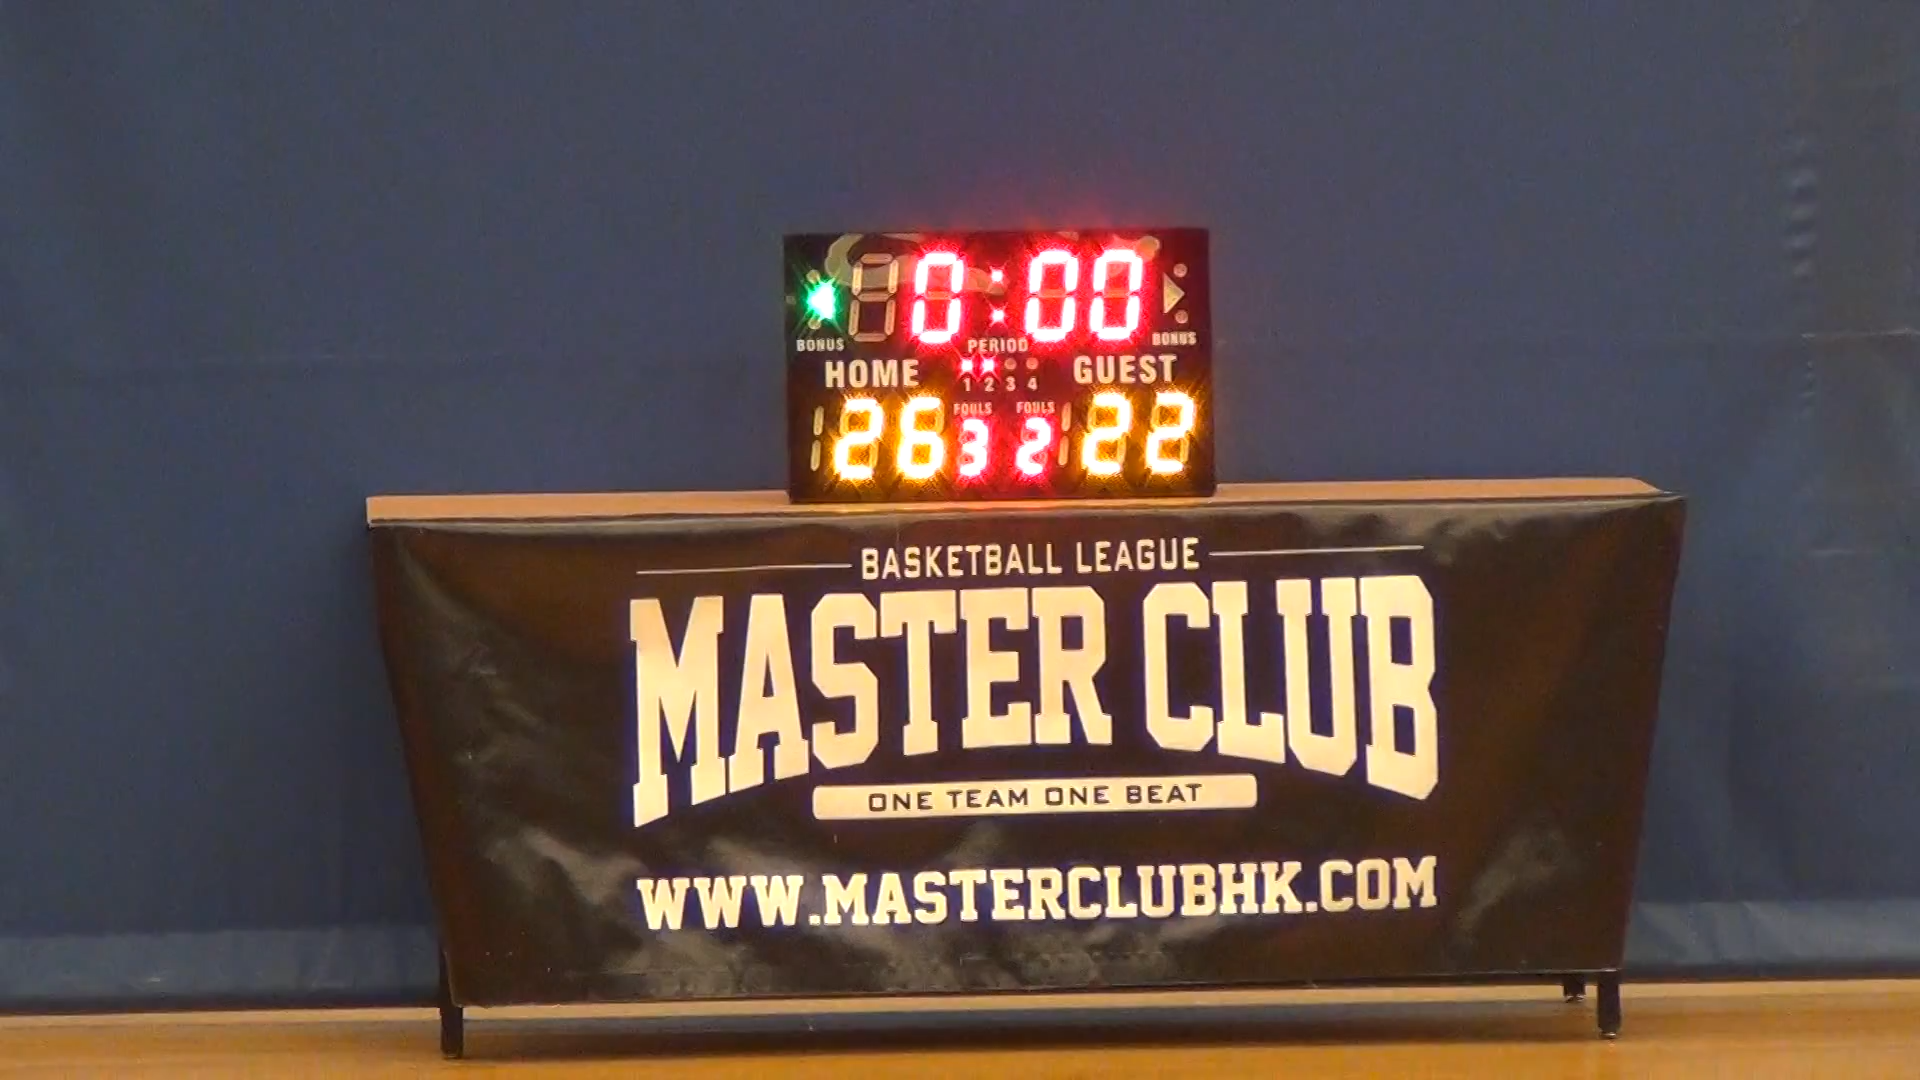 0:00
BONUS PERIOD BONUS
HOME 1 2 3 4 GUEST
FOULS FOULS
26 3 2 22
BASKETBALL LEAGUE
MASTER CLUB
ONE TEAM ONE BEAT
WWW.MASTERCLUBHK.COM